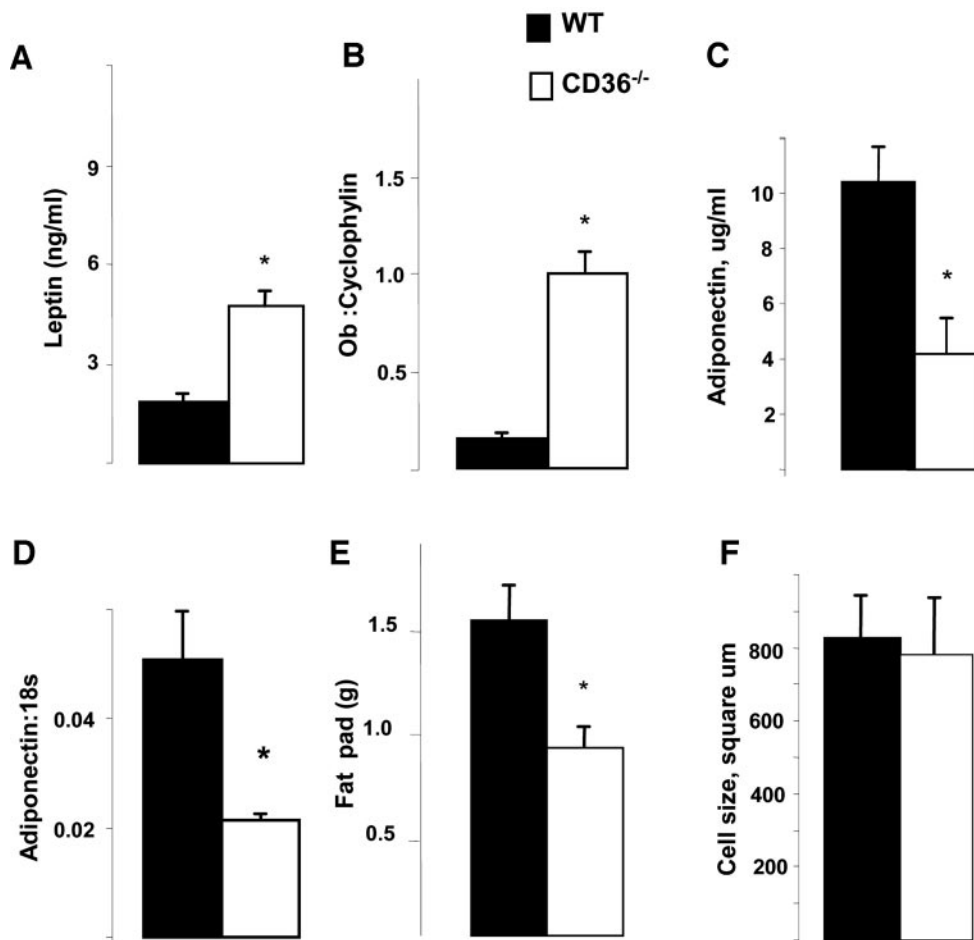 WT
CD36-/-
A
Leptin (ng/ml)
9
6
3
*
B
Ob :Cyclophylin
1.5
1.0
0.5
*
C
Adiponectin, ug/ml
10
8
6
4
2
*
D
Adiponectin:18s
0.04
0.02
*
E
Fat pad (g)
1.5
1.0
0.5
*
F
Cell size, square um
800
600
400
200